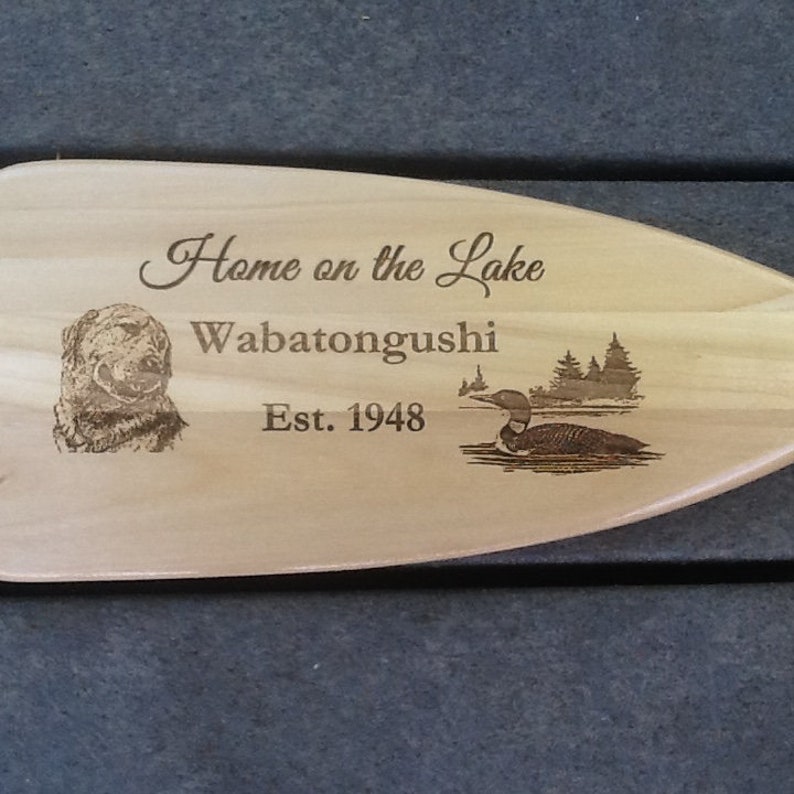 Home on the Lake
Wabatongushi
Est. 1948